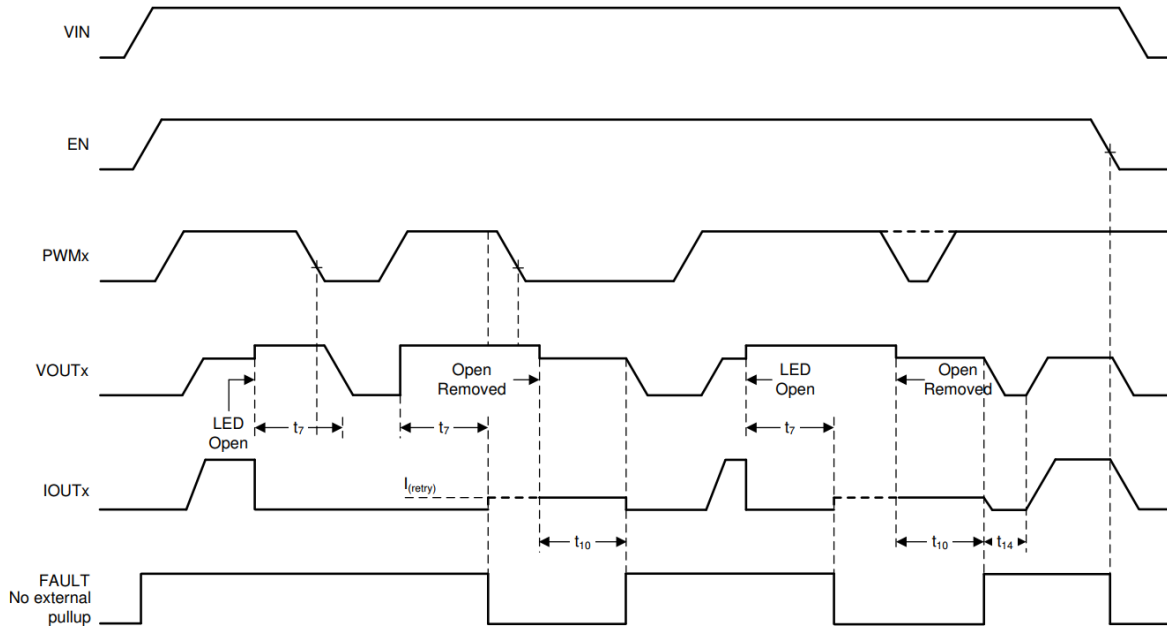 VIN
EN
PWMx
VOUTx
LED
Open
t7
t7
Open
Removed
LED
Open
t7
Open
Removed
IOUTx
I(retry)
t10
t10
t14
FAULT
No external
pullup